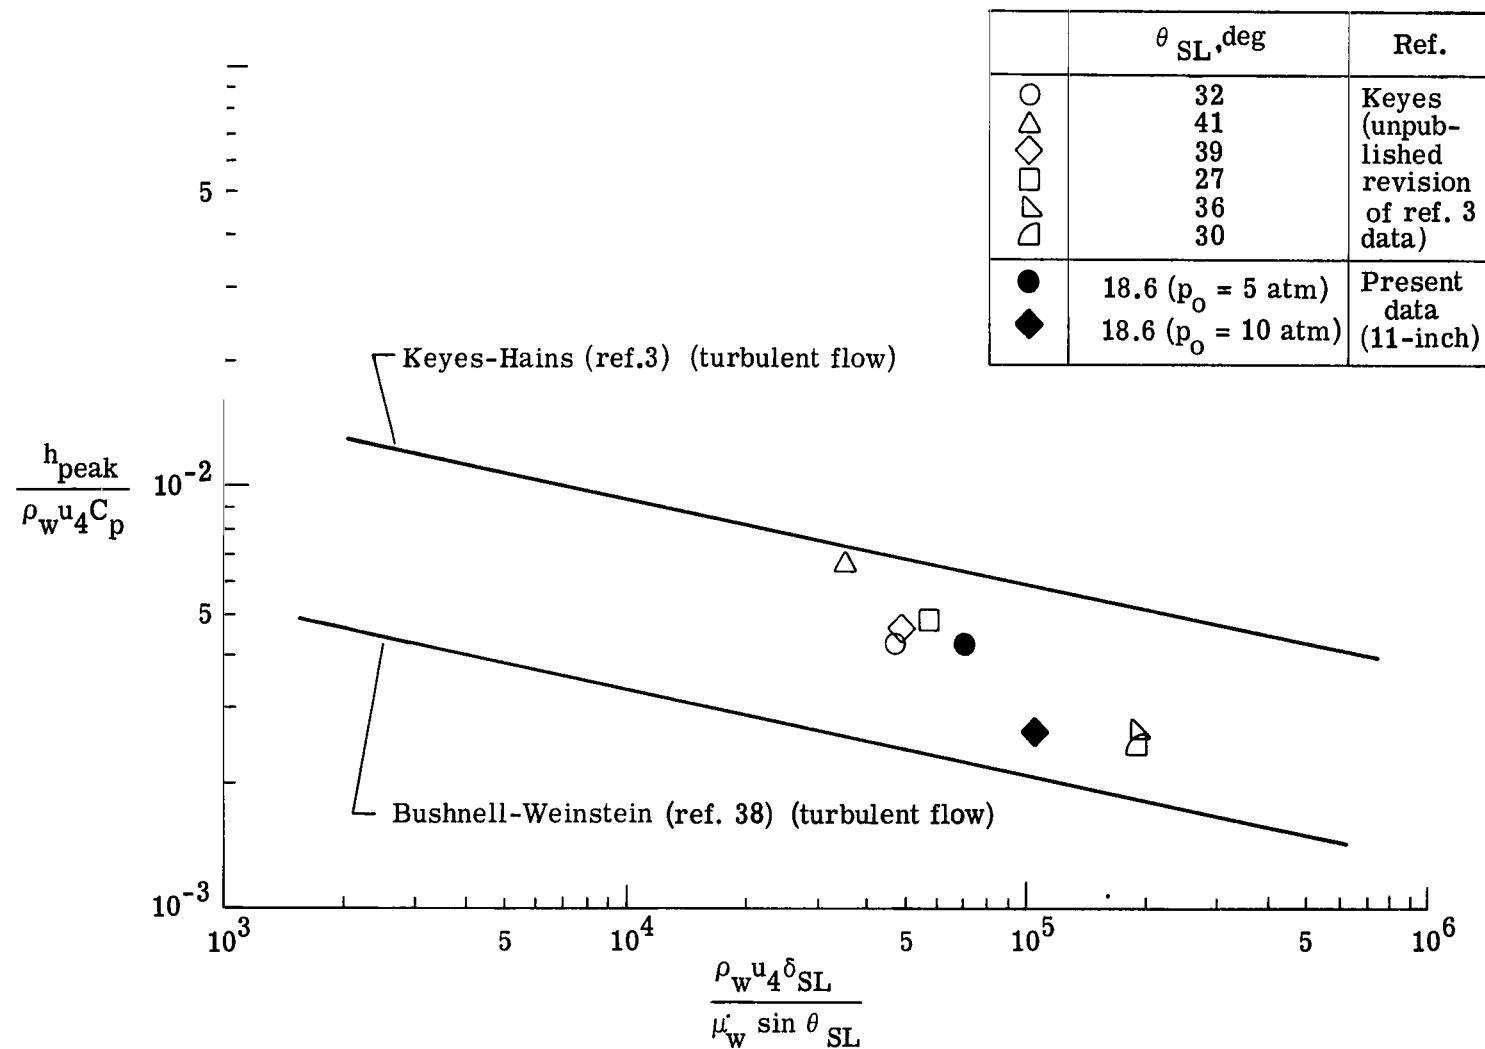 θ SL, deg Ref.
32 Keyes
41 (unpub-
39 lished
27 revision
36 of ref. 3
30 data)
18.6 (p_o = 5 atm) Present
data
18.6 (p_o = 10 atm) (11-inch)
5
Keyes-Hains (ref.3) (turbulent flow)
h_peak
ρ_w u_4 C_p
10^-2
5
Bushnell-Weinstein (ref. 38) (turbulent flow)
10^-3
10^3 5 10^4 5 10^5 5 10^6
ρ_w u_4 δ_SL
μ_w sin θ_SL